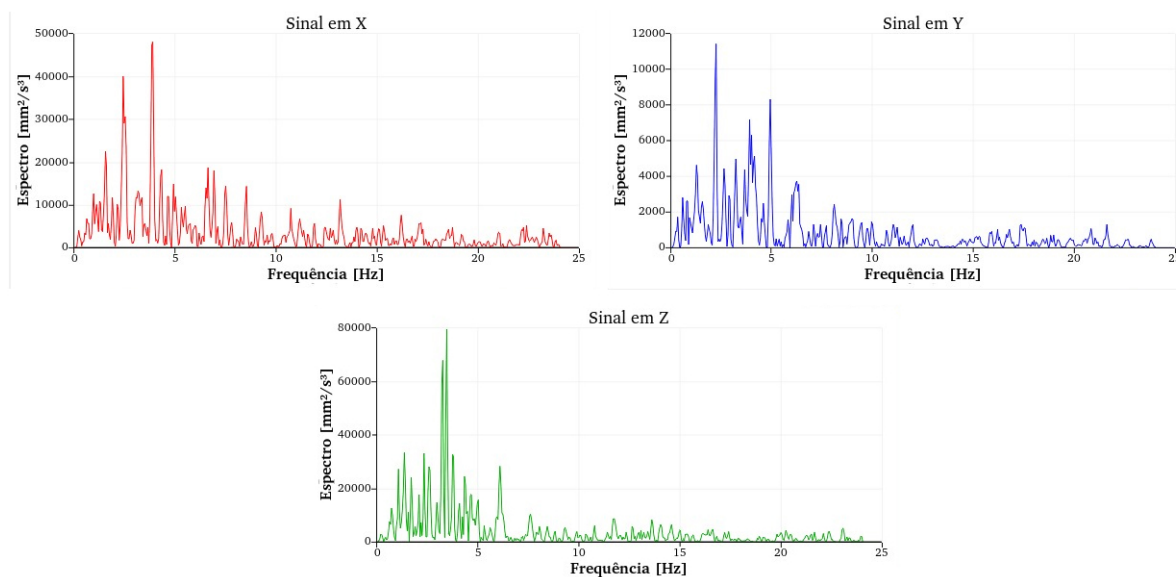 Sinal em X
50000
40000
30000
20000
10000
0
Espectro [mm²/s³]
0 5 10 15 20 25
Frequência [Hz]
Sinal em Y
12000
10000
8000
6000
4000
2000
0
Espectro [mm²/s³]
0 5 10 15 20 25
Frequência [Hz]
Sinal em Z
80000
60000
40000
20000
0
Espectro [mm²/s³]
0 5 10 15 20 25
Frequência [Hz]